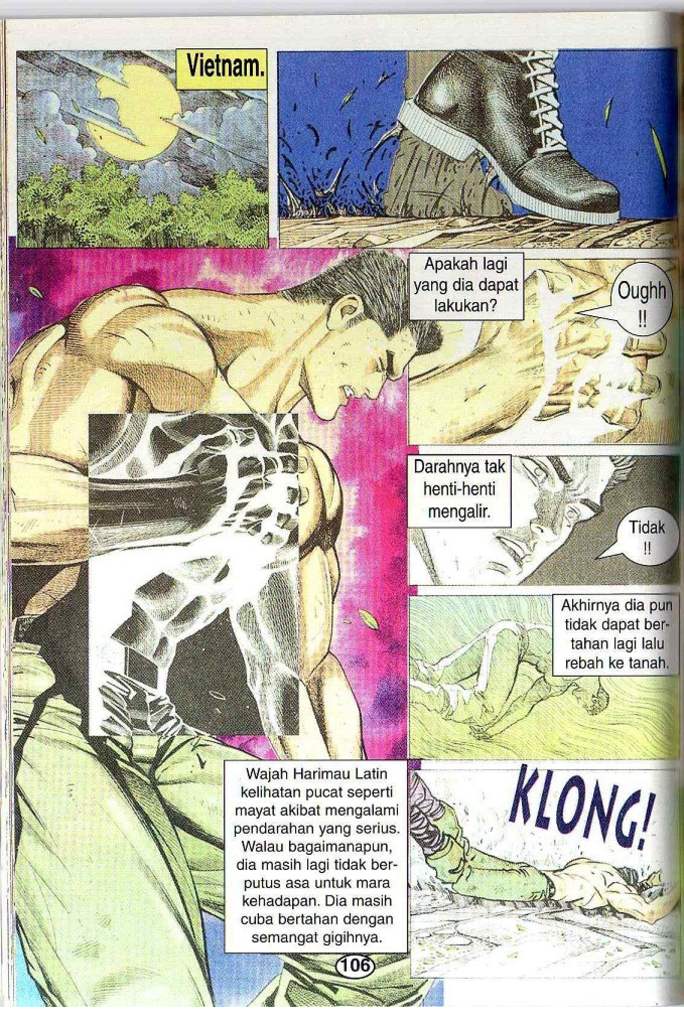 Vietnam.
Apakah lagi
yang dia dapat
lakukan?
Oughh
!!
Darahnya tak
henti-henti
mengalir.
Tidak
!!
Akhirnya dia pun
tidak dapat ber-
tahan lagi lalu
rebah ke tanah.
Wajah Harimau Latin
kelihatan pucat seperti
mayat akibat mengalami
pendarahan yang serius.
Walau bagaimanapun,
dia masih lagi tidak ber-
putus asa untuk mara
kehadapan. Dia masih
cuba bertahan dengan
semangat gigihnya.
KLONG!
106